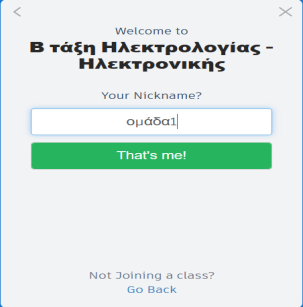 Welcome to
Β τάξη Ηλεκτρολογίας -
Ηλεκτρονικής
Your Nickname?
ομάδα1
That's me!
Not Joining a class?
Go Back